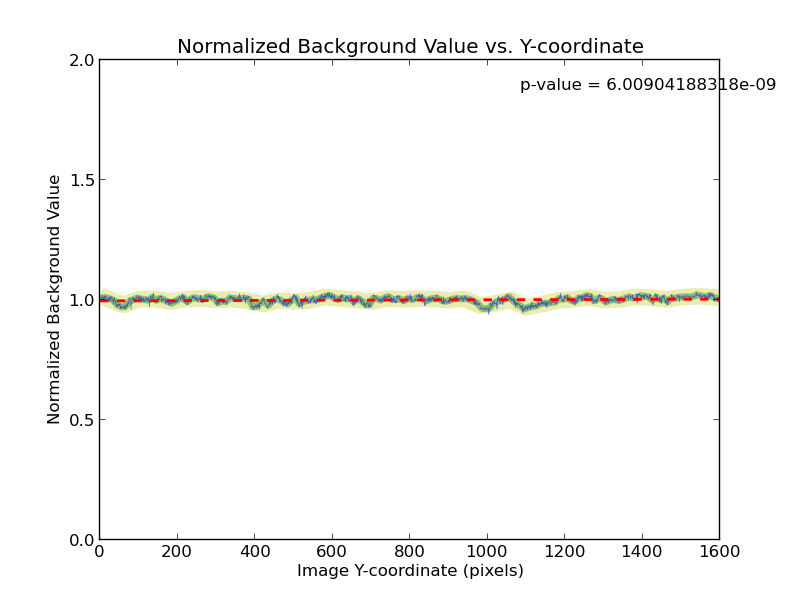 Normalized Background Value vs. Y-coordinate
p-value = 6.00904188318e-09
2.0
1.5
1.0
0.5
0.0
Normalized Background Value
0 200 400 600 800 1000 1200 1400 1600
Image Y-coordinate (pixels)